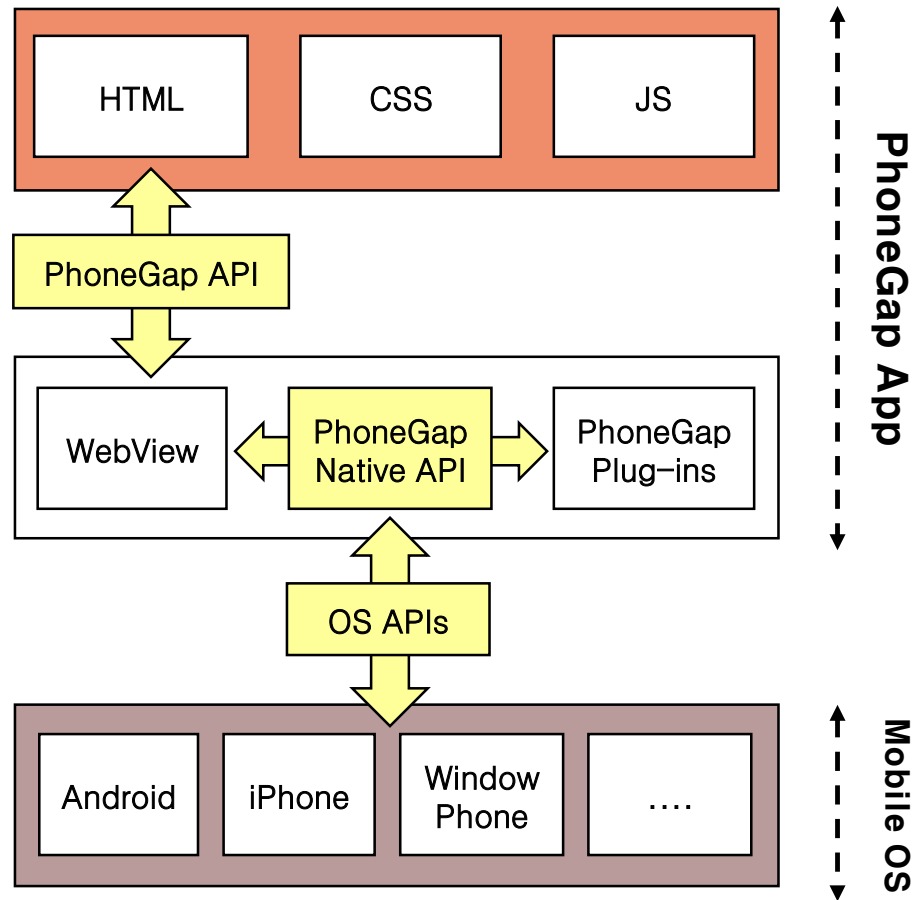 HTML
CSS
JS
PhoneGap API
WebView
PhoneGap
Native API
PhoneGap
Plug-ins
OS APIs
Android
iPhone
Window
Phone
....
PhoneGap App
Mobile OS